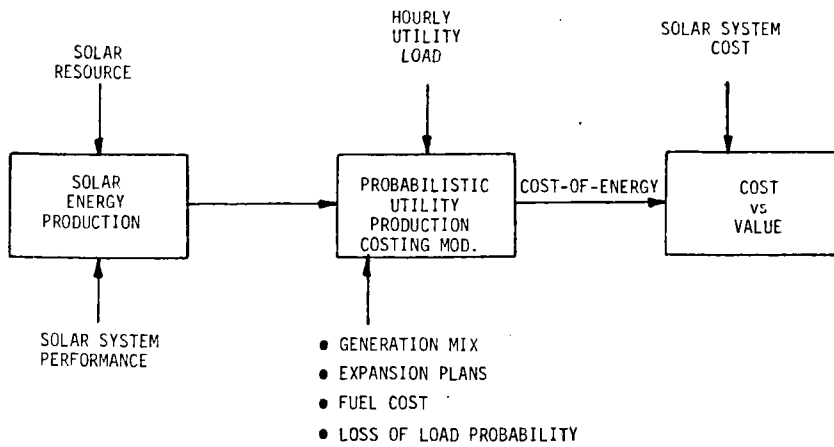 SOLAR
RESOURCE
HOURLY
UTILITY
LOAD
SOLAR SYSTEM
COST
SOLAR
ENERGY
PRODUCTION
PROBABILISTIC
UTILITY
PRODUCTION
COSTING MOD.
COST-OF-ENERGY
COST
vs
VALUE
SOLAR SYSTEM
PERFORMANCE
• GENERATION MIX
• EXPANSION PLANS
• FUEL COST
• LOSS OF LOAD PROBABILITY